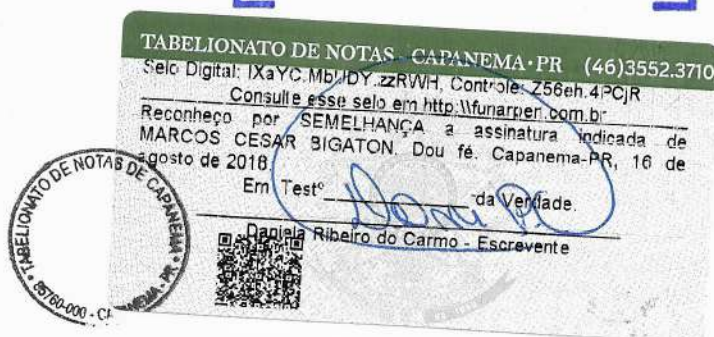 TABELIONATO DE NOTAS - CAPANEMA・PR (46)3552.3710
Selo Digital: IXaYC.MbUDY.zzRWH, Controle: Z56eh.4PCjR
Consulte esse selo em http:\\funarpen.com.br
Reconheço por SEMELHANÇA a assinatura indicada de
MARCOS CESAR BIGATON. Dou fé. Capanema-PR, 16 de
agosto de 2018.
Em Testº da Verdade.
Daniela Ribeiro do Carmo - Escrevente
TABELIONATO DE NOTAS DE CAPANEMA - PR
85760-000